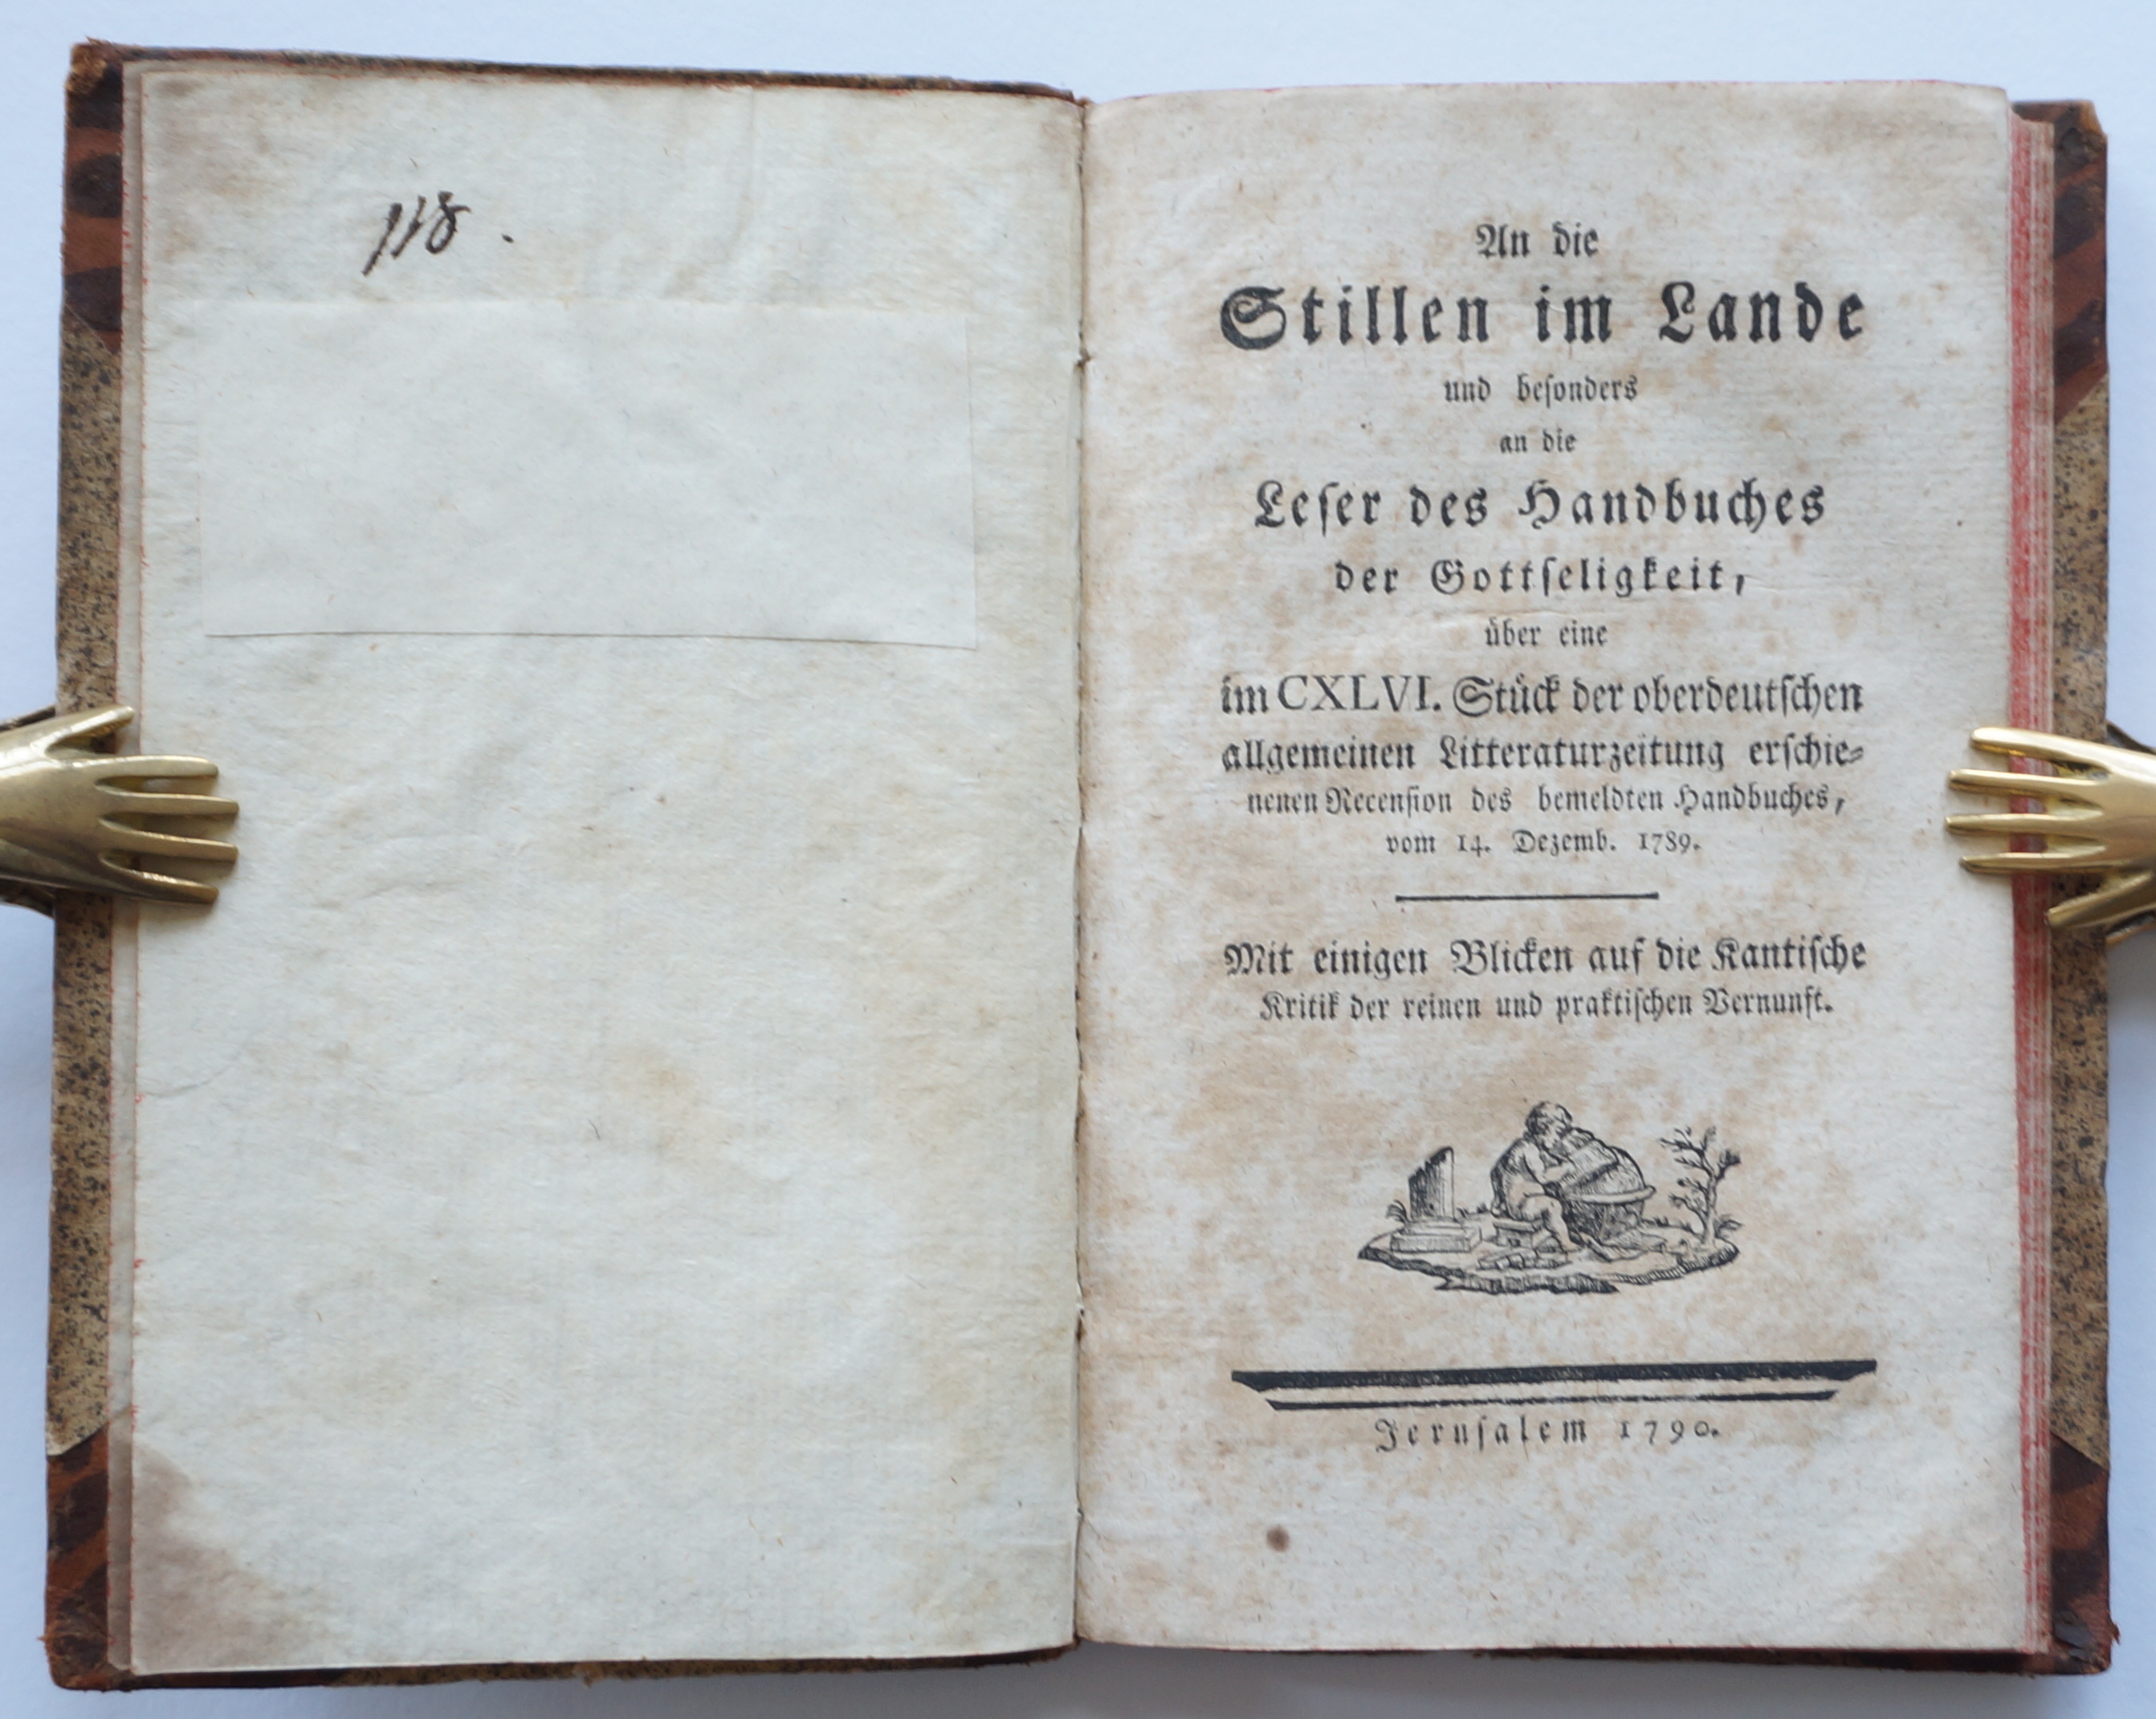 118.
An die
Stillen im Lande
und beſonders
an die
Leſer des Handbuches
der Gottſeligkeit,
über eine
im CXLVI. Stück der oberdeutſchen
allgemeinen Litteraturzeitung erſchie⸗
nenen Recenſion des bemeldten Handbuches,
vom 14. Dezemb. 1789.
Mit einigen Blicken auf die Kantiſche
Kritik der reinen und praktiſchen Vernunft.
Jeruſalem 1790.